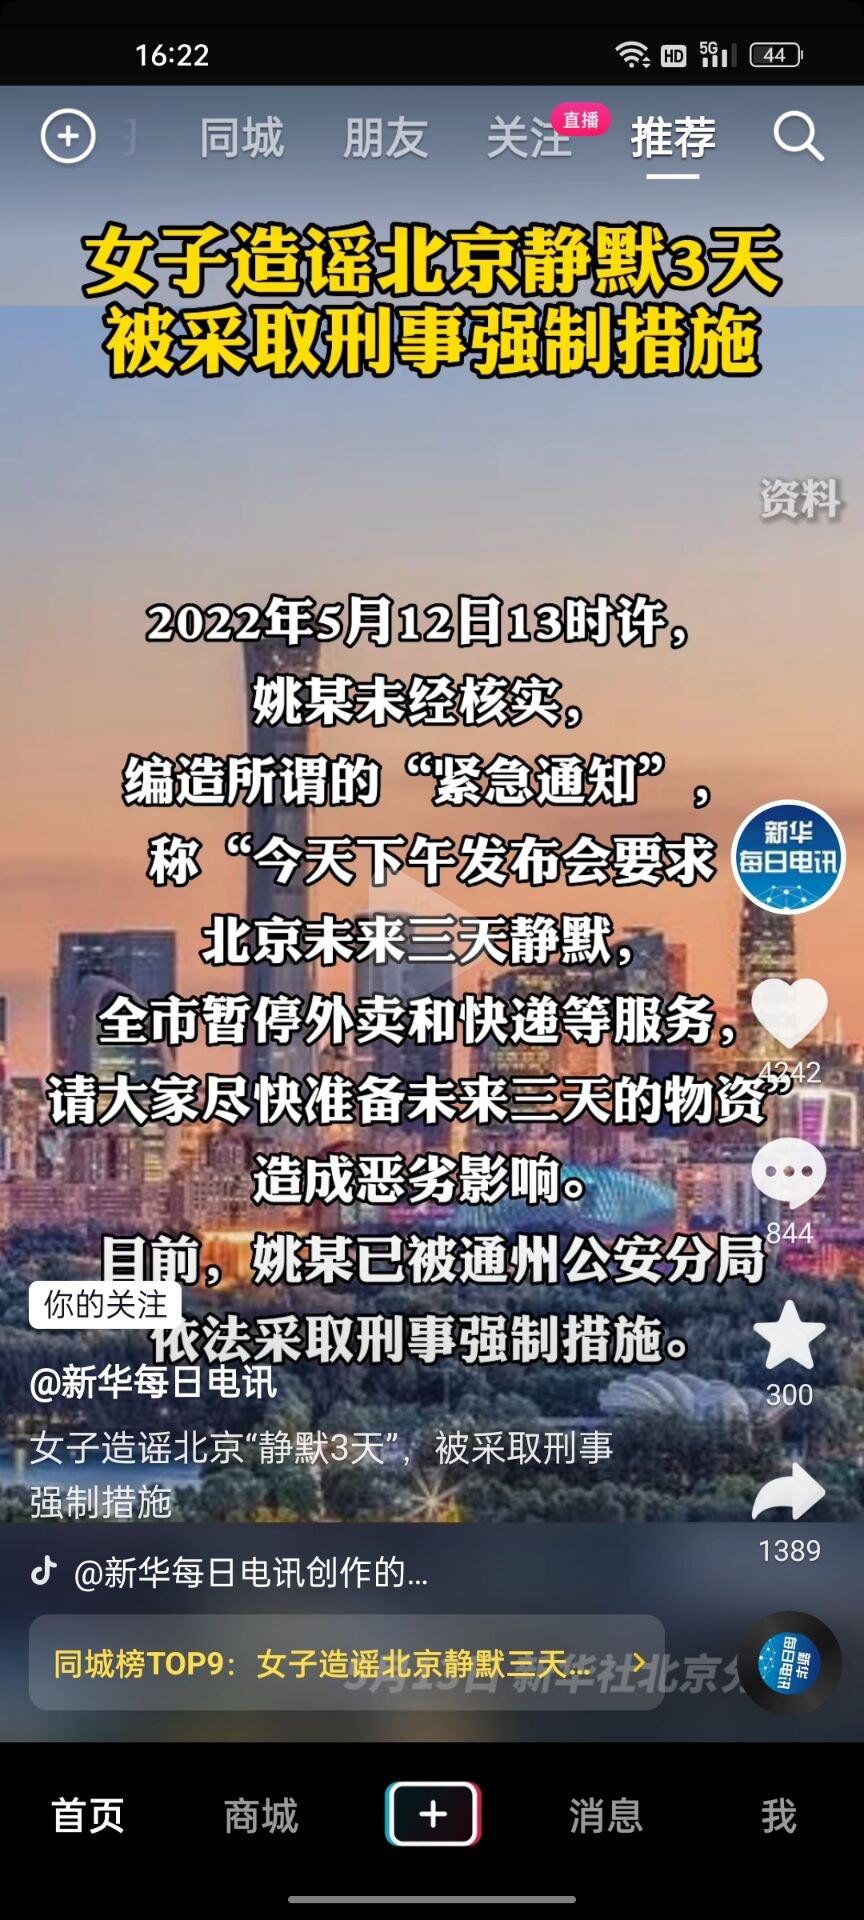 16:22
HD
5G
44
同城
朋友
关注
直播
推荐
女子造谣北京静默3天
被采取刑事强制措施
资料
2022年5月12日13时许，
姚某未经核实，
编造所谓的“紧急通知”，
称“今天下午发布会要求
北京未来三天静默，
全市暂停外卖和快递等服务，
请大家尽快准备未来三天的物资”
造成恶劣影响。
目前，姚某已被通州公安分局
依法采取刑事强制措施。
新华
每日电讯
4242
844
300
1389
你的关注
@新华每日电讯
女子造谣北京“静默3天”，被采取刑事
强制措施
@新华每日电讯创作的...
同城榜TOP9：女子造谣北京静默三天...
5月13日 新华社北京分
新华
每日电讯
首页
商城
消息
我